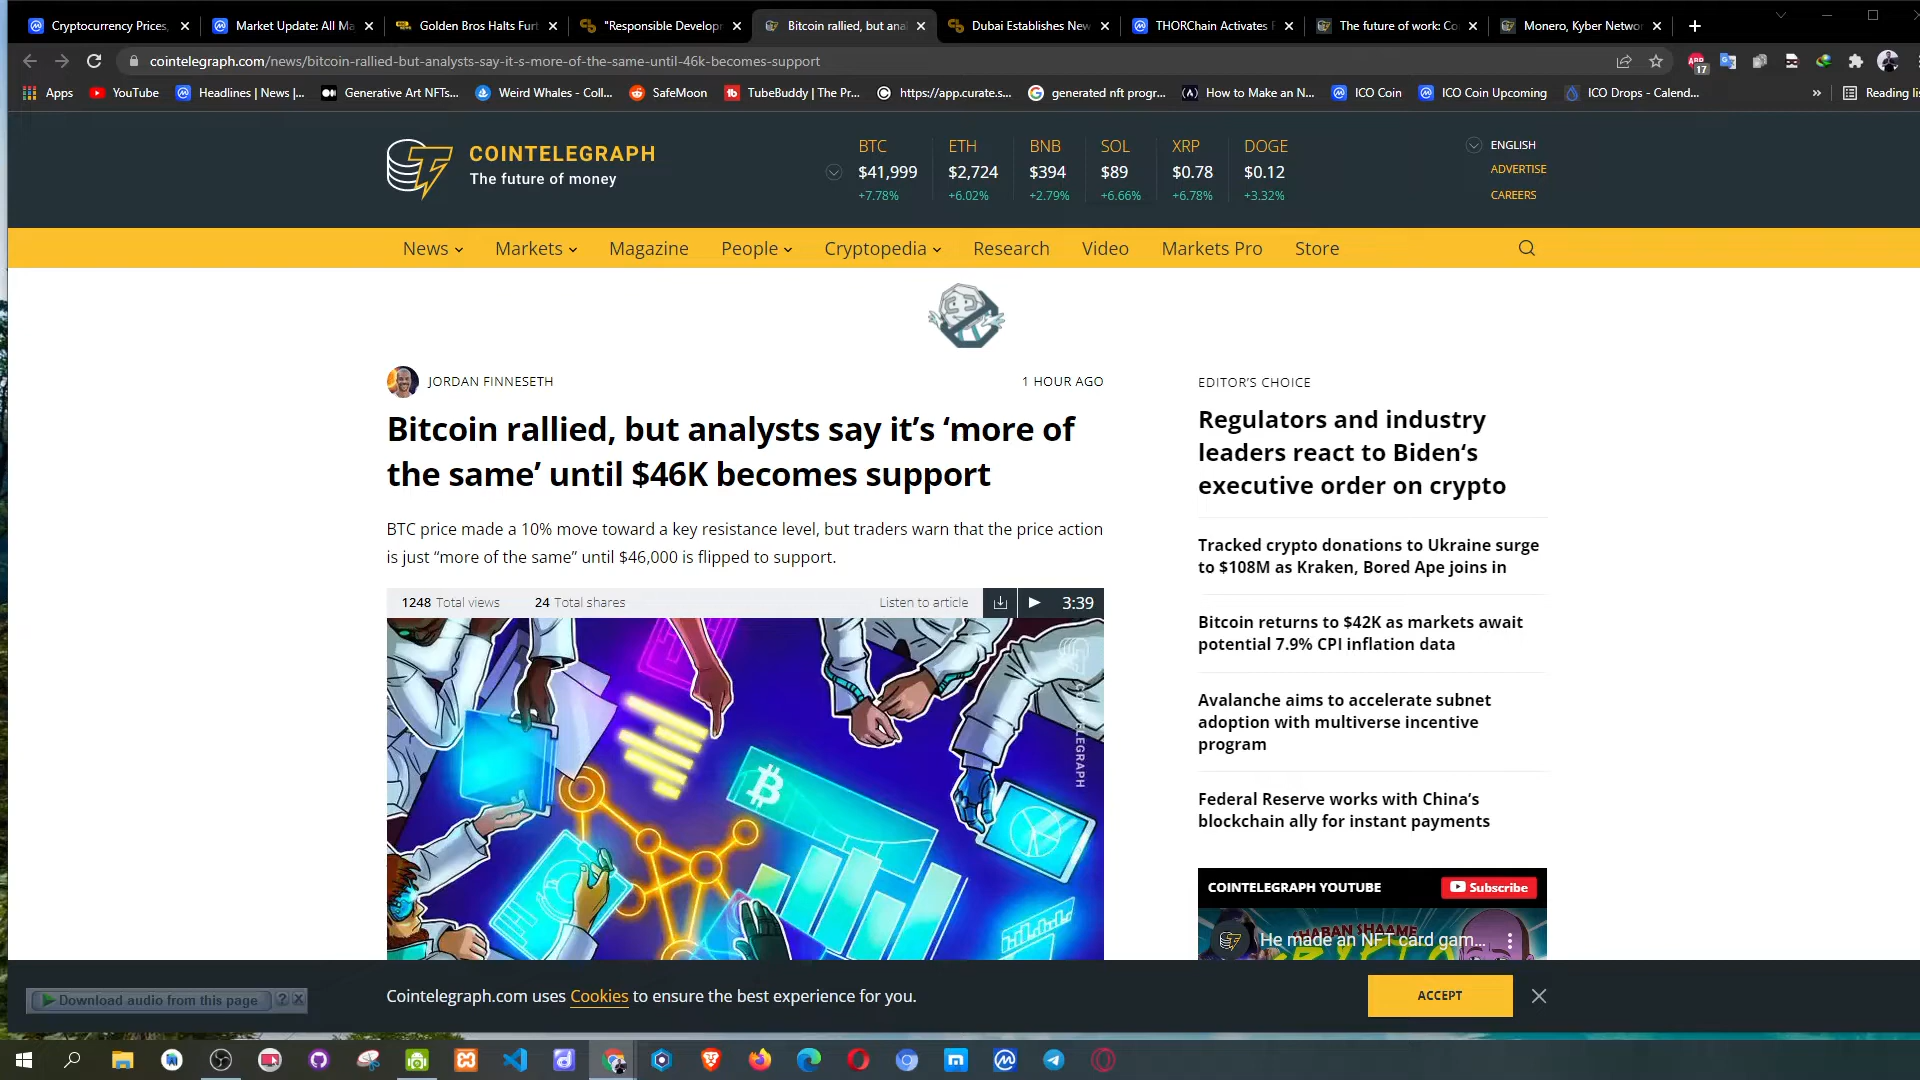 Cryptocurrency Prices,
Market Update: All Ma
Golden Bros Halts Furt
"Responsible Developm
Bitcoin rallied, but anal
Dubai Establishes New
THORChain Activates
The future of work: Co
Monero, Kyber Networ
cointelegraph.com/news/bitcoin-rallied-but-analysts-say-it-s-more-of-the-same-until-46k-becomes-support
ABP
17
Apps
YouTube
Headlines | News |...
Generative Art NFTs...
Weird Whales - Coll...
SafeMoon
TubeBuddy | The Pr...
https://app.curate.s...
generated nft progr...
How to Make an N...
ICO Coin
ICO Coin Upcoming
ICO Drops - Calend...
»
Reading lis
COINTELEGRAPH
The future of money
BTC ETH BNB SOL XRP DOGE
$41,999 $2,724 $394 $89 $0.78 $0.12
+7.78% +6.02% +2.79% +6.66% +6.78% +3.32%
ENGLISH
ADVERTISE
CAREERS
News Markets Magazine People Cryptopedia Research Video Markets Pro Store
JORDAN FINNESETH
1 HOUR AGO
Bitcoin rallied, but analysts say it’s ‘more of
the same’ until $46K becomes support
BTC price made a 10% move toward a key resistance level, but traders warn that the price action
is just “more of the same” until $46,000 is flipped to support.
1248 Total views 24 Total shares Listen to article 3:39
EDITOR’S CHOICE
Regulators and industry
leaders react to Biden‘s
executive order on crypto
Tracked crypto donations to Ukraine surge
to $108M as Kraken, Bored Ape joins in
Bitcoin returns to $42K as markets await
potential 7.9% CPI inflation data
Avalanche aims to accelerate subnet
adoption with multiverse incentive
program
Federal Reserve works with China’s
blockchain ally for instant payments
COINTELEGRAPH YOUTUBE
Subscribe
SHABAN SHAAME
He made an NFT card gam...
CRYPTO
Download audio from this page ? X
Cointelegraph.com uses Cookies to ensure the best experience for you.
ACCEPT